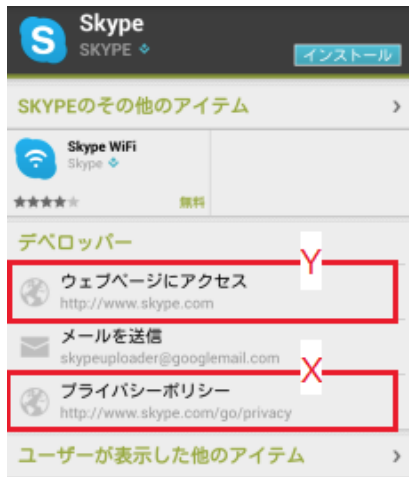 Skype
SKYPE
インストール
SKYPEのその他のアイテム
Skype WiFi
Skype
無料
デベロッパー
Y
ウェブページにアクセス
http://www.skype.com
メールを送信
skypeuploader@googlemail.com
X
プライバシーポリシー
http://www.skype.com/go/privacy
ユーザーが表示した他のアイテム